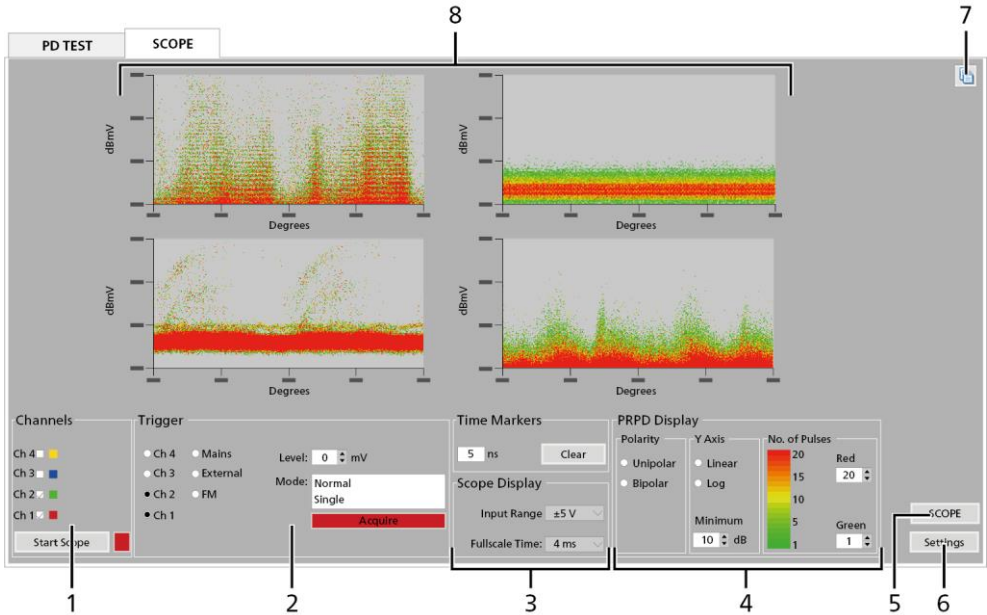 8
7
PD TEST
SCOPE
dBmV
Degrees
dBmV
Degrees
dBmV
Degrees
dBmV
Degrees
Channels
Ch 4
Ch 3
Ch 2
Ch 1
Start Scope
Trigger
Ch 4
Mains
Ch 3
External
Ch 2
FM
Ch 1
Level: 0 mV
Mode: Normal
Single
Acquire
Time Markers
5 ns
Clear
Scope Display
Input Range ±5 V
Fullscale Time: 4 ms
PRPD Display
Polarity
Unipolar
Bipolar
Y Axis
Linear
Log
Minimum
10 dB
No. of Pulses
20
15
10
5
1
Red
20
Green
1
SCOPE
Settings
1
2
3
4
5
6